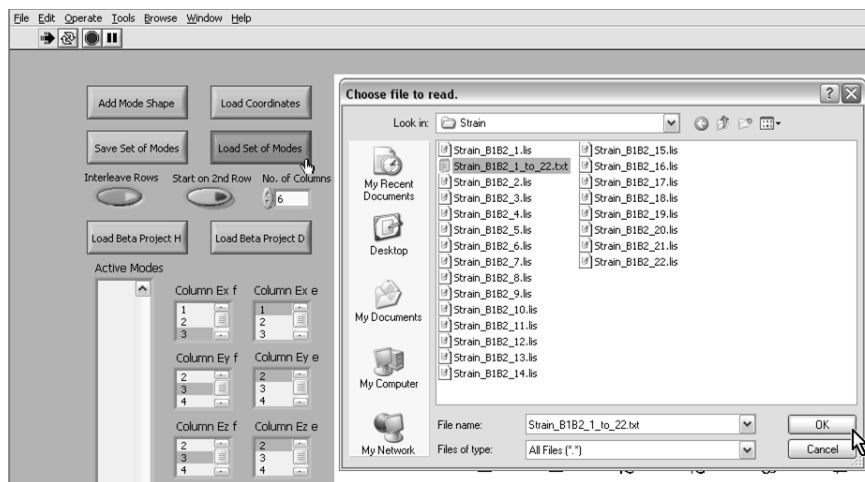 File Edit Operate Tools Browse Window Help
Add Mode Shape Load Coordinates
Save Set of Modes Load Set of Modes
Interleave Rows Start on 2nd Row No. of Columns
6
Load Beta Project H Load Beta Project D
Active Modes
Column Ex f Column Ex e
1 1
2 2
3 3
Column Ey f Column Ey e
2 2
3 3
4 4
Column Ez f Column Ez e
2 2
3 3
4 4
Choose file to read.
Look in: Strain
My Recent Documents
Desktop
My Documents
My Computer
My Network
Strain_B1B2_1.lis
Strain_B1B2_1_to_22.txt
Strain_B1B2_2.lis
Strain_B1B2_3.lis
Strain_B1B2_4.lis
Strain_B1B2_5.lis
Strain_B1B2_6.lis
Strain_B1B2_7.lis
Strain_B1B2_8.lis
Strain_B1B2_9.lis
Strain_B1B2_10.lis
Strain_B1B2_11.lis
Strain_B1B2_12.lis
Strain_B1B2_13.lis
Strain_B1B2_14.lis
Strain_B1B2_15.lis
Strain_B1B2_16.lis
Strain_B1B2_17.lis
Strain_B1B2_18.lis
Strain_B1B2_19.lis
Strain_B1B2_20.lis
Strain_B1B2_21.lis
Strain_B1B2_22.lis
File name: Strain_B1B2_1_to_22.txt OK
Files of type: All Files (*.*) Cancel